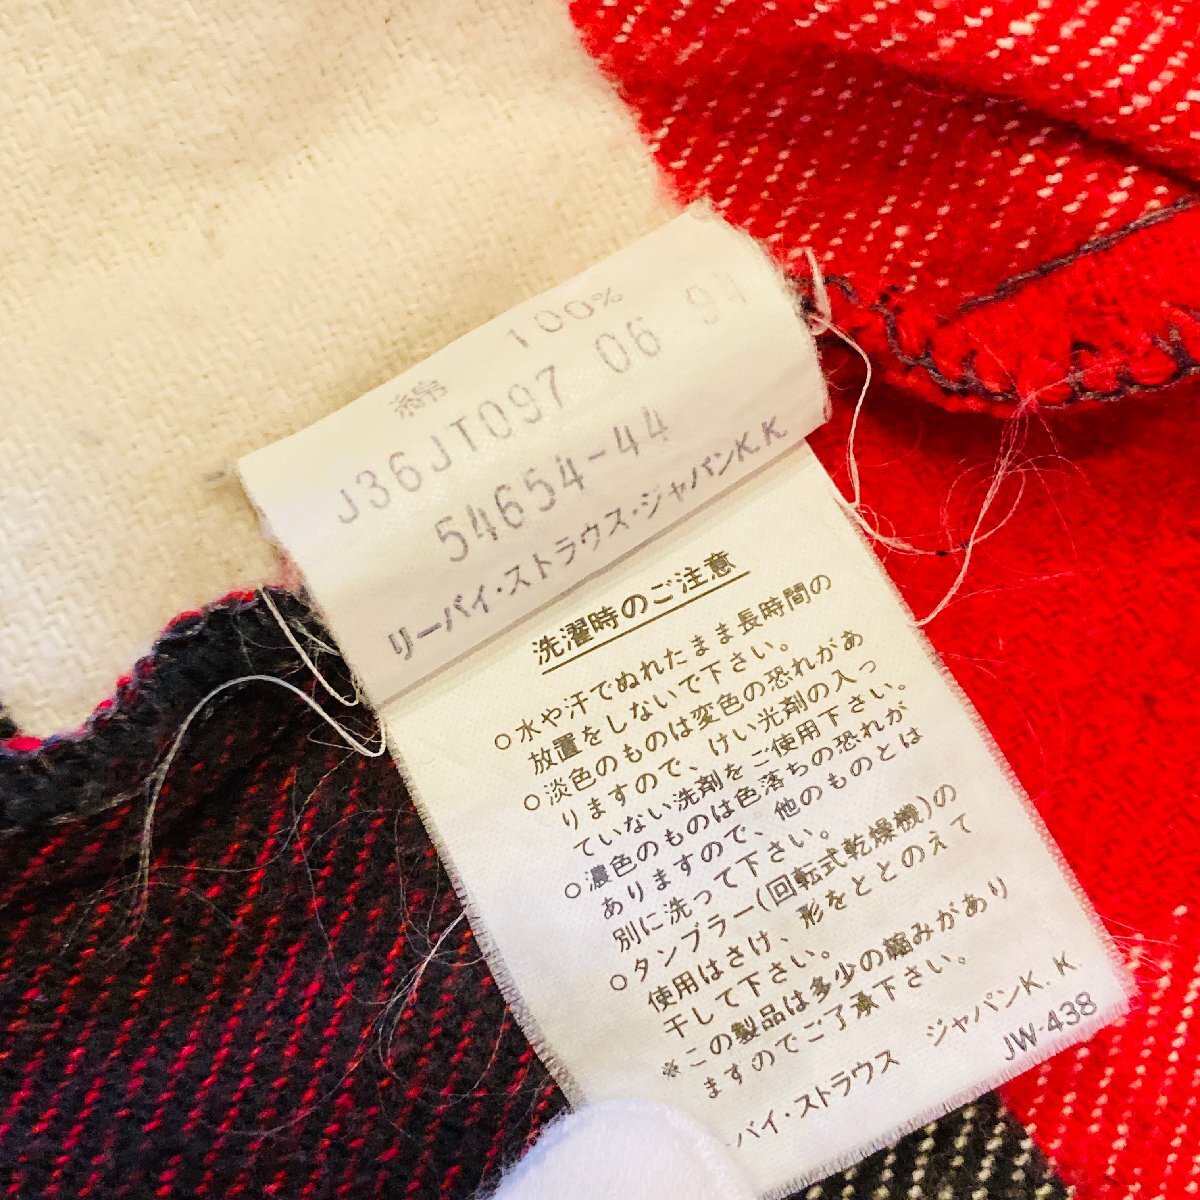 綿 100%
J36JT097 06 94
54654-44
リーバイ・ストラウス・ジャパンK.K.
洗濯時のご注意
○水や汗でぬれたまま長時間の
放置をしないで下さい。
○淡色のものは変色の恐れがあ
りますので、けい光剤の入っ
ていない洗剤をご使用下さい。
○濃色のものは色落ちの恐れが
ありますので、他のものとは
別に洗って下さい。
○タンブラー(回転式乾燥機)の
使用はさけ、形をととのえて
干して下さい。
※この製品は多少の縮みがあり
ますのでご了承下さい。
ーバイ・ストラウス ジャパンK.K.
JW-438